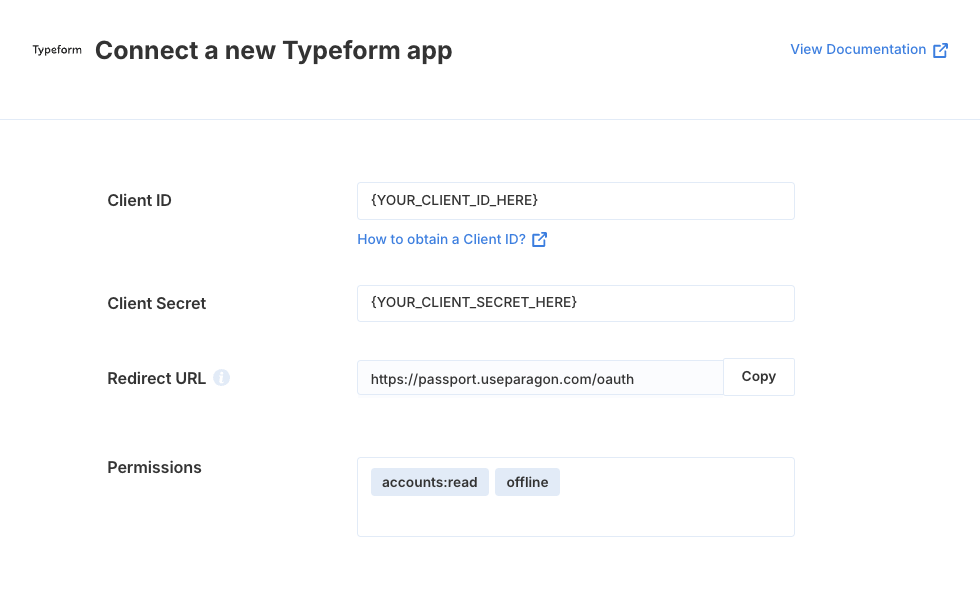 Typeform Connect a new Typeform app View Documentation
Client ID {YOUR_CLIENT_ID_HERE}
How to obtain a Client ID?
Client Secret {YOUR_CLIENT_SECRET_HERE}
Redirect URL i https://passport.useparagon.com/oauth Copy
Permissions accounts:read offline